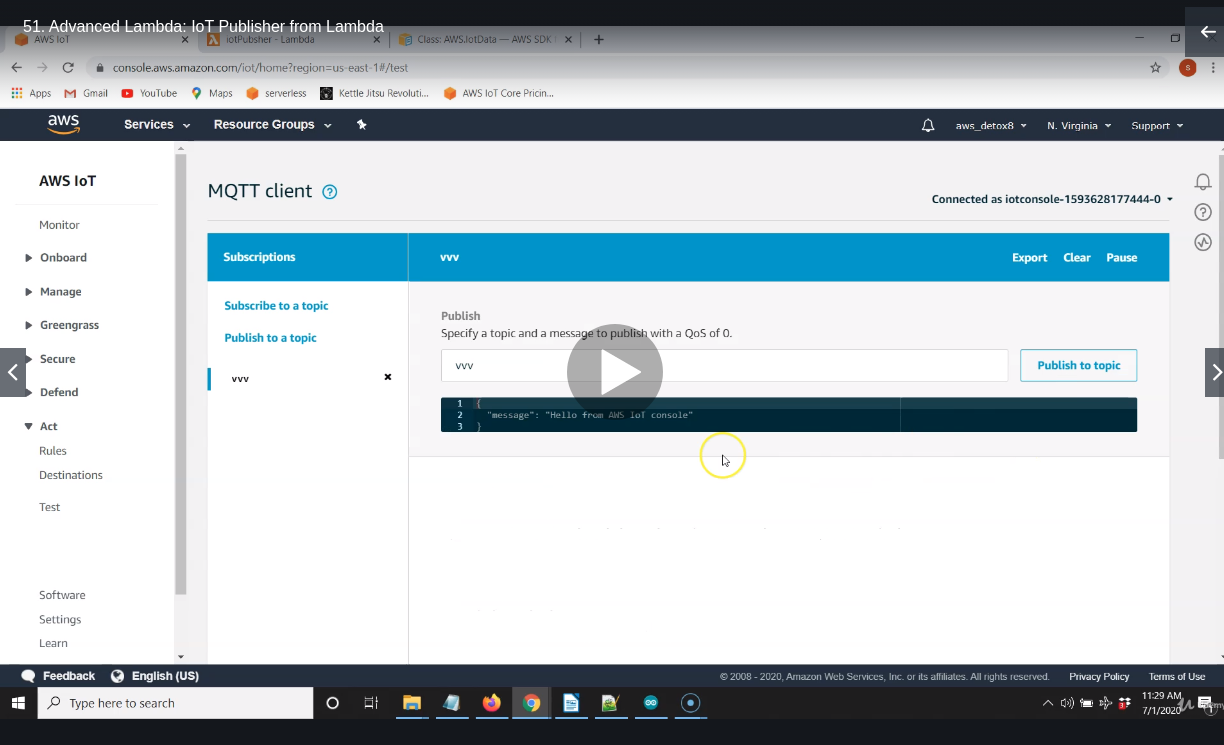 51. Advanced Lambda: IoT Publisher from Lambda
AWS IoT
iotPubsher - Lambda
Class: AWS.IotData — AWS SDK
console.aws.amazon.com/iot/home?region=us-east-1#/test
S
Apps
Gmail
YouTube
Maps
serverless
Kettle Jitsu Revoluti...
AWS IoT Core Pricin...
aws
Services
Resource Groups
aws_detox8
N. Virginia
Support
AWS IoT
Monitor
Onboard
Manage
Greengrass
Secure
Defend
Act
Rules
Destinations
Test
Software
Settings
Learn
MQTT client
Connected as iotconsole-1593628177444-0
Subscriptions
vvv
Export
Clear
Pause
Subscribe to a topic
Publish to a topic
vvv
Publish
Specify a topic and a message to publish with a QoS of 0.
vvv
Publish to topic
1 {
2 "message": "Hello from AWS IoT console"
3 }
Feedback
English (US)
© 2008 - 2020, Amazon Web Services, Inc. or its affiliates. All rights reserved.
Privacy Policy
Terms of Use
Type here to search
11:29 AM
7/1/2020